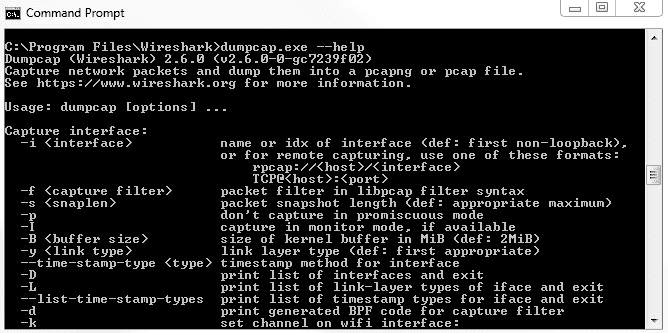 Command Prompt
C:\Program Files\Wireshark>dumpcap.exe --help
Dumpcap (Wireshark) 2.6.0 (v2.6.0-0-gc7239f02)
Capture network packets and dump them into a pcapng or pcap file.
See https://www.wireshark.org for more information.
Usage: dumpcap [options] ...
Capture interface:
-i <interface> name or idx of interface (def: first non-loopback),
or for remote capturing, use one of these formats:
rpcap://<host>/<interface>
TCP@<host>:<port>
-f <capture filter> packet filter in libpcap filter syntax
-s <snaplen> packet snapshot length (def: appropriate maximum)
-p don't capture in promiscuous mode
-I capture in monitor mode, if available
-B <buffer size> size of kernel buffer in MiB (def: 2MiB)
-y <link type> link layer type (def: first appropriate)
--time-stamp-type <type> timestamp method for interface
-D print list of interfaces and exit
-L print list of link-layer types of iface and exit
--list-time-stamp-types print list of timestamp types for iface and exit
-d print generated BPF code for capture filter
-k set channel on wifi interface: